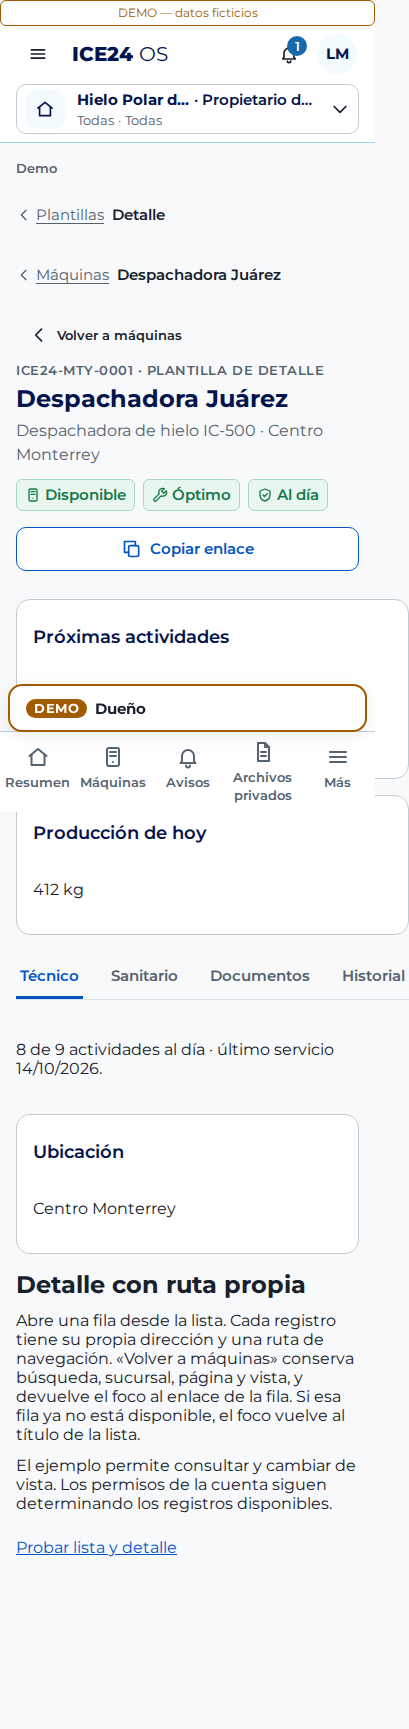 DEMO — datos ficticios
ICE24 OS
1
LM
Hielo Polar d... · Propietario d...
Todas · Todas
Demo
Plantillas Detalle
Máquinas Despachadora Juárez
Volver a máquinas
ICE24-MTY-0001 · PLANTILLA DE DETALLE
Despachadora Juárez
Despachadora de hielo IC-500 · Centro
Monterrey
Disponible Óptimo Al día
Copiar enlace
Próximas actividades
DEMO Dueño
Resumen Máquinas Avisos Archivos privados Más
Producción de hoy
412 kg
Técnico Sanitario Documentos Historial
8 de 9 actividades al día · último servicio
14/10/2026.
Ubicación
Centro Monterrey
Detalle con ruta propia
Abre una fila desde la lista. Cada registro
tiene su propia dirección y una ruta de
navegación. «Volver a máquinas» conserva
búsqueda, sucursal, página y vista, y
devuelve el foco al enlace de la fila. Si esa
fila ya no está disponible, el foco vuelve al
título de la lista.
El ejemplo permite consultar y cambiar de
vista. Los permisos de la cuenta siguen
determinando los registros disponibles.
Probar lista y detalle